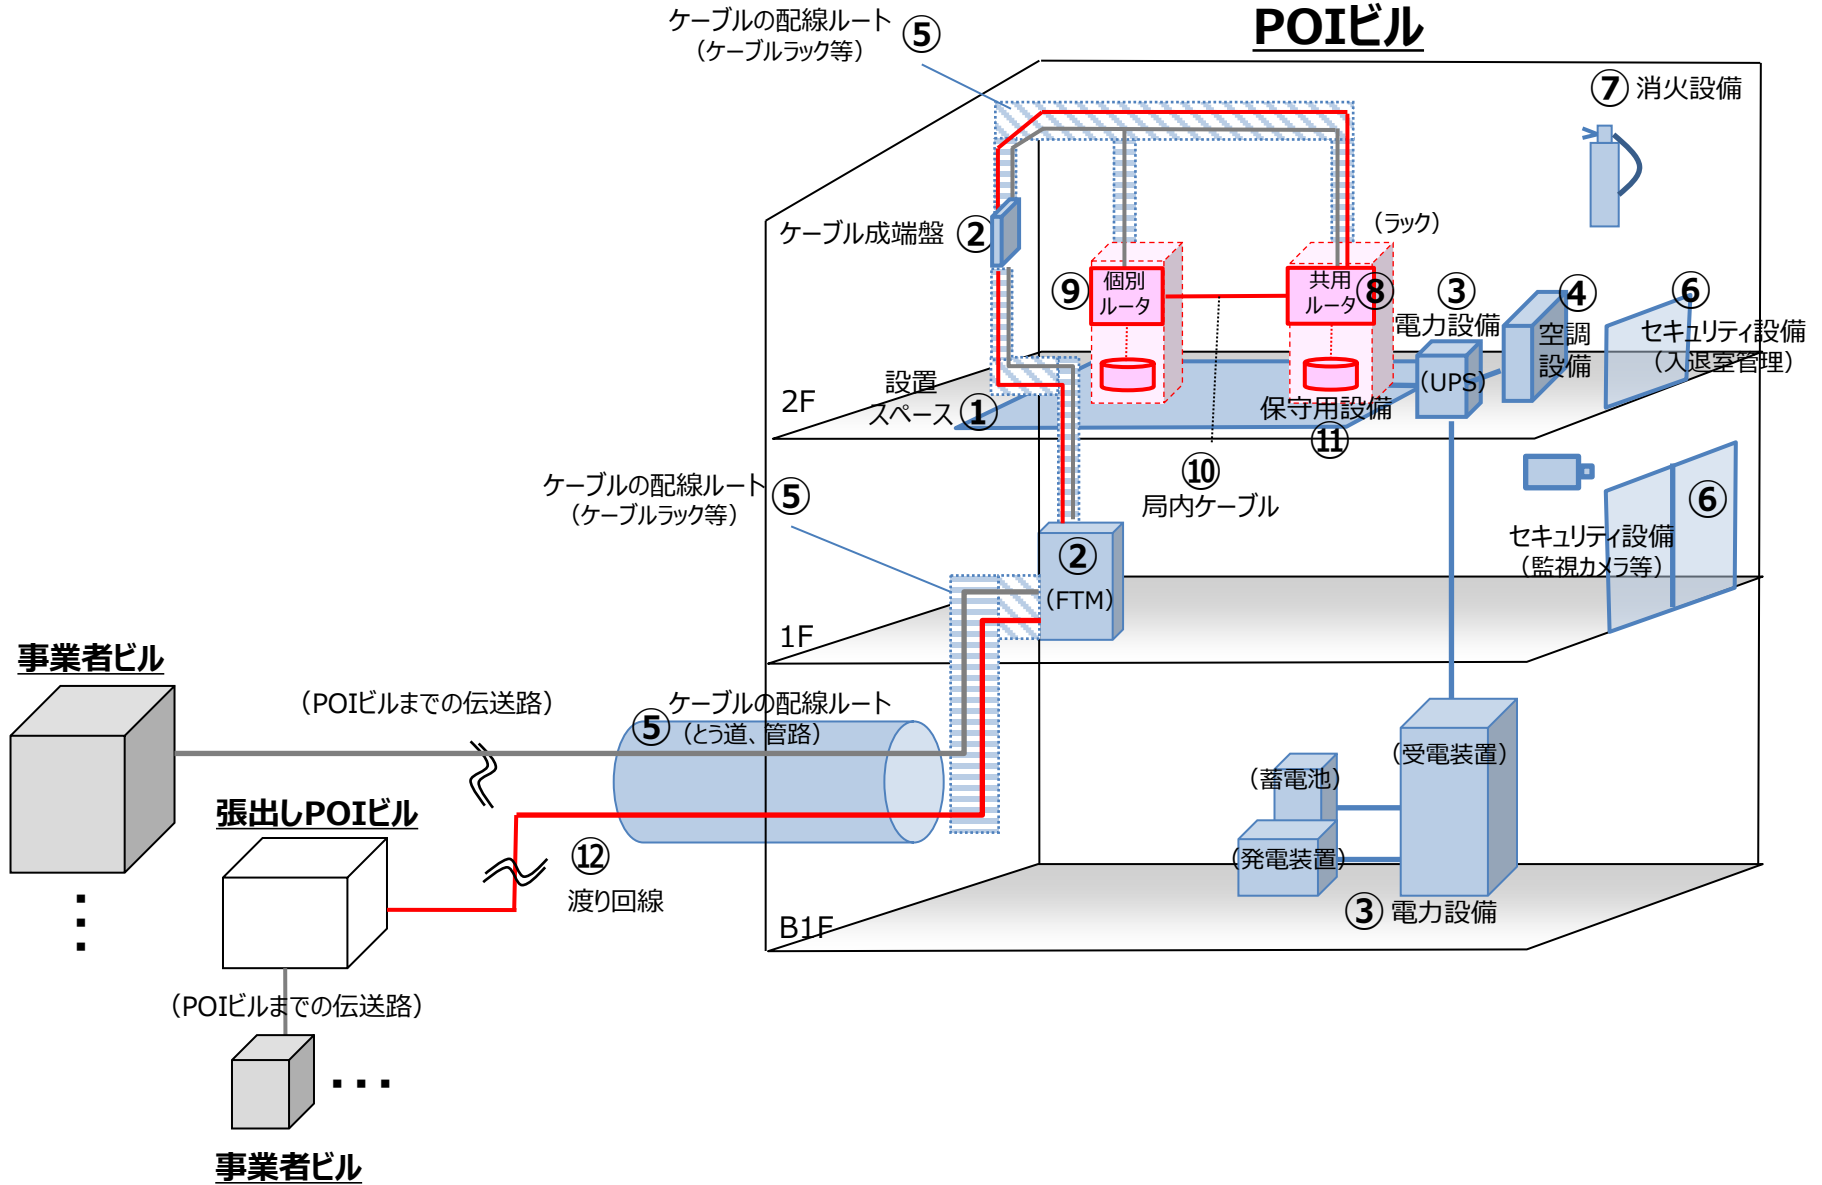 POIビル
ケーブルの配線ルート
（ケーブルラック等）
⑤
⑦
消火設備
ケーブル成端盤
②
（ラック）
⑨
個別
ルータ
共用
ルータ
⑧
③
電力設備
（UPS）
④
空調
設備
⑥
セキュリティ設備
（入退室管理）
設置
スペース
①
2F
保守用設備
⑪
⑩
局内ケーブル
ケーブルの配線ルート
（ケーブルラック等）
⑤
②
（FTM）
⑥
セキュリティ設備
（監視カメラ等）
1F
事業者ビル
（POIビルまでの伝送路）
ケーブルの配線ルート
（とう道、管路）
⑤
（受電装置）
（蓄電池）
（発電装置）
③
電力設備
B1F
張出しPOIビル
⑫
渡り回線
（POIビルまでの伝送路）
事業者ビル